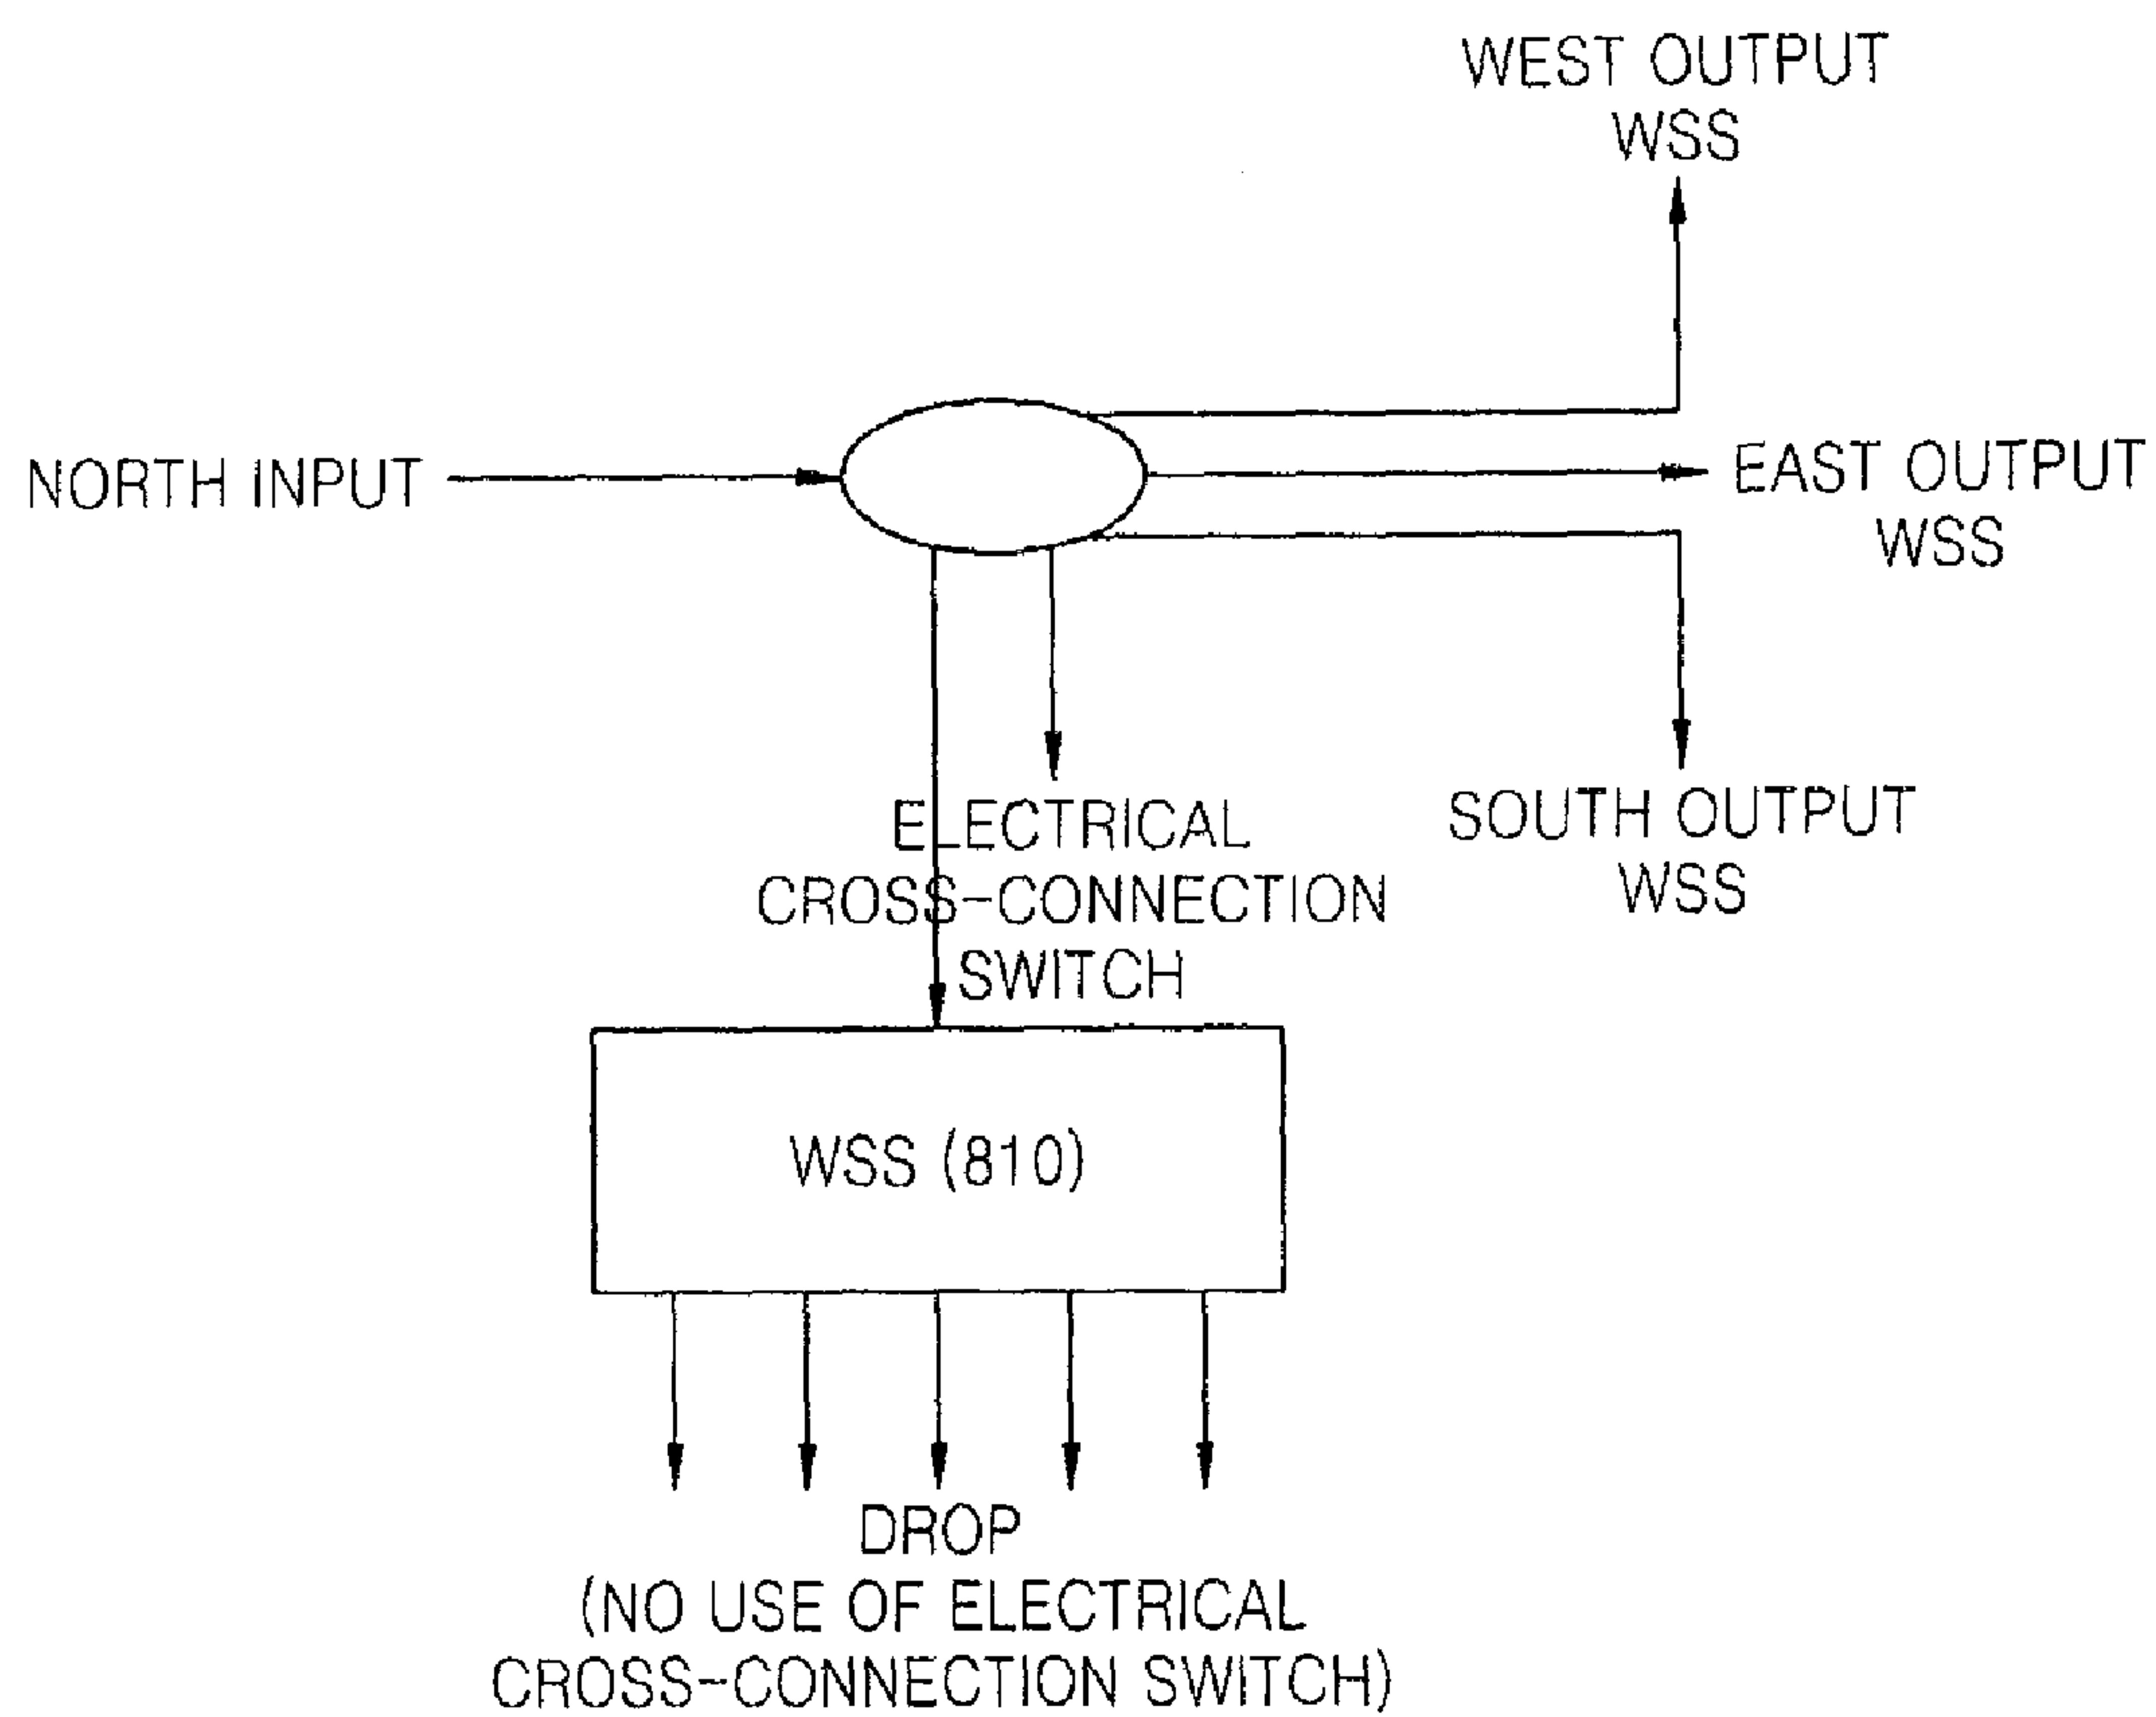 WEST OUTPUT
WSS
NORTH INPUT
EAST OUTPUT
WSS
ELECTRICAL
CROSS-CONNECTION
SWITCH
SOUTH OUTPUT
WSS
WSS (810)
DROP
(NO USE OF ELECTRICAL
CROSS-CONNECTION SWITCH)